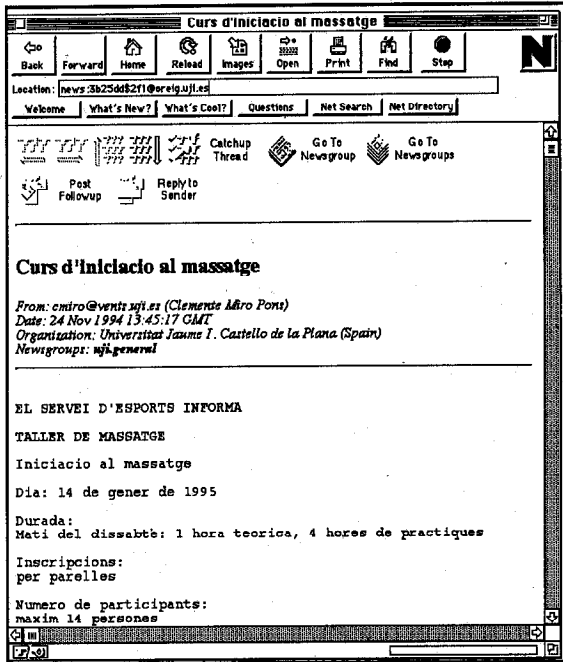 Curs d'Iniciacio al massatge
Back Forward Home Reload Images Open Print Find Stop
N
Location: news:3b25dd$2f1@oreig.uji.es
Welcome What's New? What's Cool? Questions Net Search Net Directory
Catchup Thread Go To Newsgroup Go To Newsgroups
Post Followup Reply to Sender
Curs d'Iniciacio al massatge
From: cmiro@vents.uji.es (Clemente Miro Pons)
Date: 24 Nov 1994 13:45:17 GMT
Organization: Universitat Jaume I. Castello de la Plana (Spain)
Newsgroups: uji.general
EL SERVEI D'ESPORTS INFORMA
TALLER DE MASSATGE
Iniciacio al massatge
Dia: 14 de gener de 1995
Durada:
Mati del dissabte: 1 hora teorica, 4 hores de practiques
Inscripcions:
per parelles
Numero de participants:
maxim 14 persones